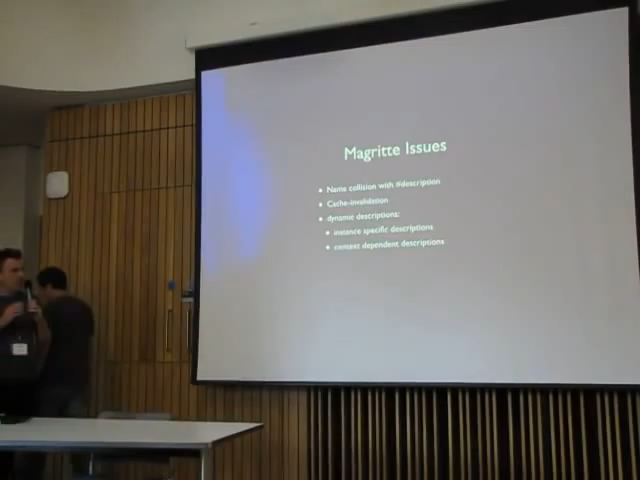 Magritte Issues
• Name collision with #description
• Cache-invalidation
• dynamic descriptions:
• instance specific descriptions
• context dependent descriptions